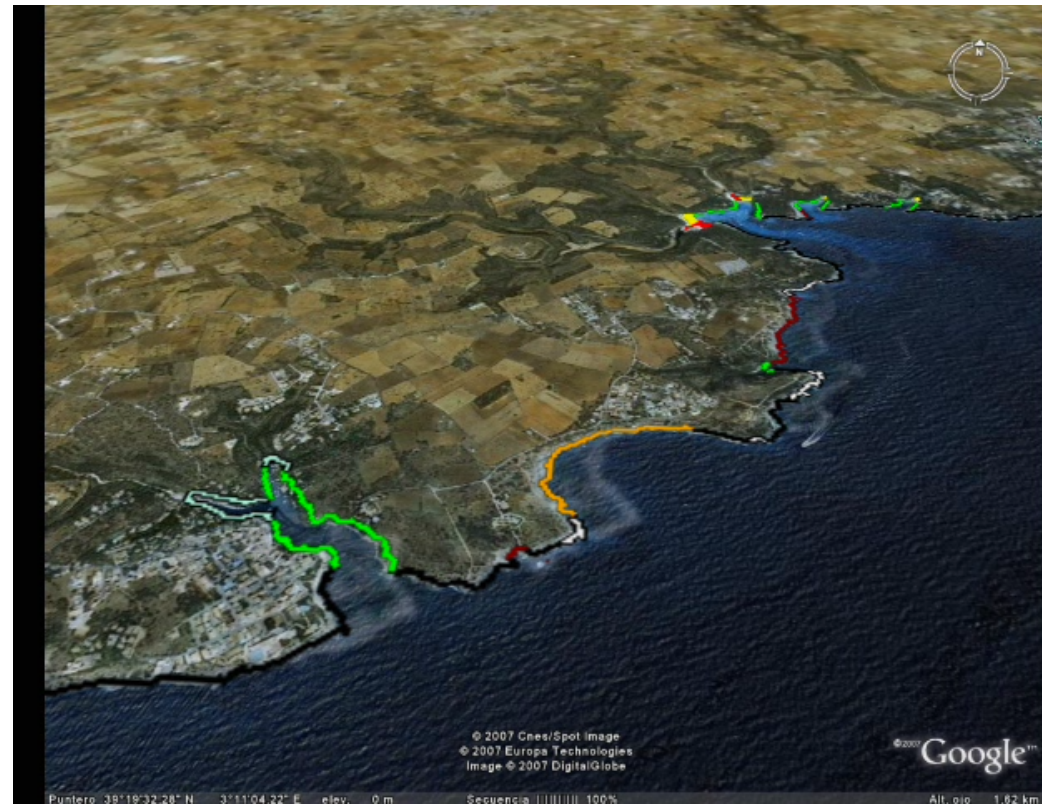 N
© 2007 Cnes/Spot Image
© 2007 Europa Technologies
Image © 2007 DigitalGlobe
©2007 Google™
Puntero 39°19'32.28" N 3°11'04.22" E elev. 0 m Secuencia |||||||||| 100% Alt. ojo 1.62 km